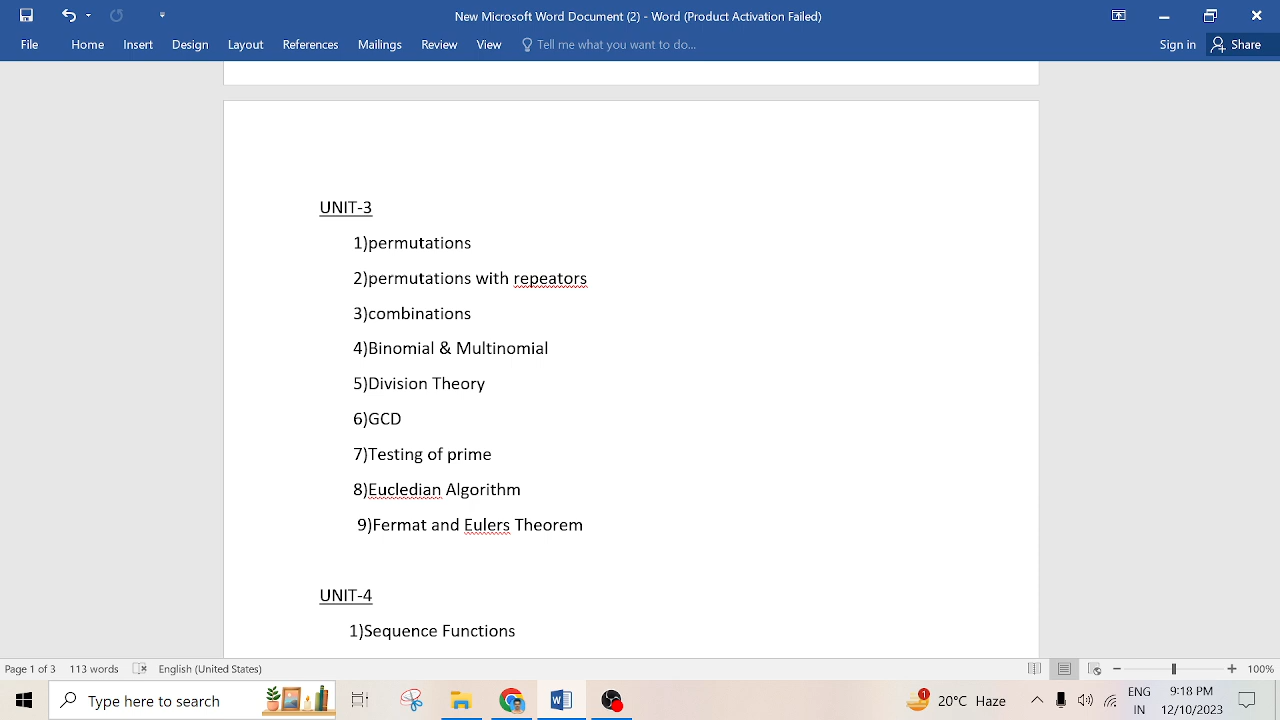 New Microsoft Word Document (2) - Word (Product Activation Failed)
File Home Insert Design Layout References Mailings Review View Tell me what you want to do... Sign in Share
UNIT-3
1)permutations
2)permutations with repeators
3)combinations
4)Binomial & Multinomial
5)Division Theory
6)GCD
7)Testing of prime
8)Eucledian Algorithm
9)Fermat and Eulers Theorem
UNIT-4
1)Sequence Functions
Page 1 of 3 113 words English (United States) 100%
Type here to search 1 20°C Haze ENG 9:18 PM
IN 12/10/2023